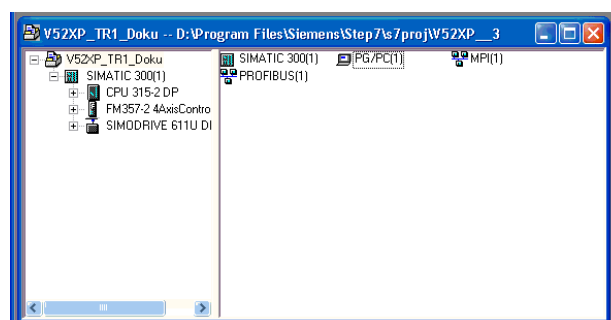 V52XP_TR1_Doku -- D:\Program Files\Siemens\Step7\s7proj\V52XP__3
V52XP_TR1_Doku
SIMATIC 300(1)
CPU 315-2 DP
FM357-2 4AxisContro
SIMODRIVE 611U DI
SIMATIC 300(1) PG/PC(1) MPI(1)
PROFIBUS(1)